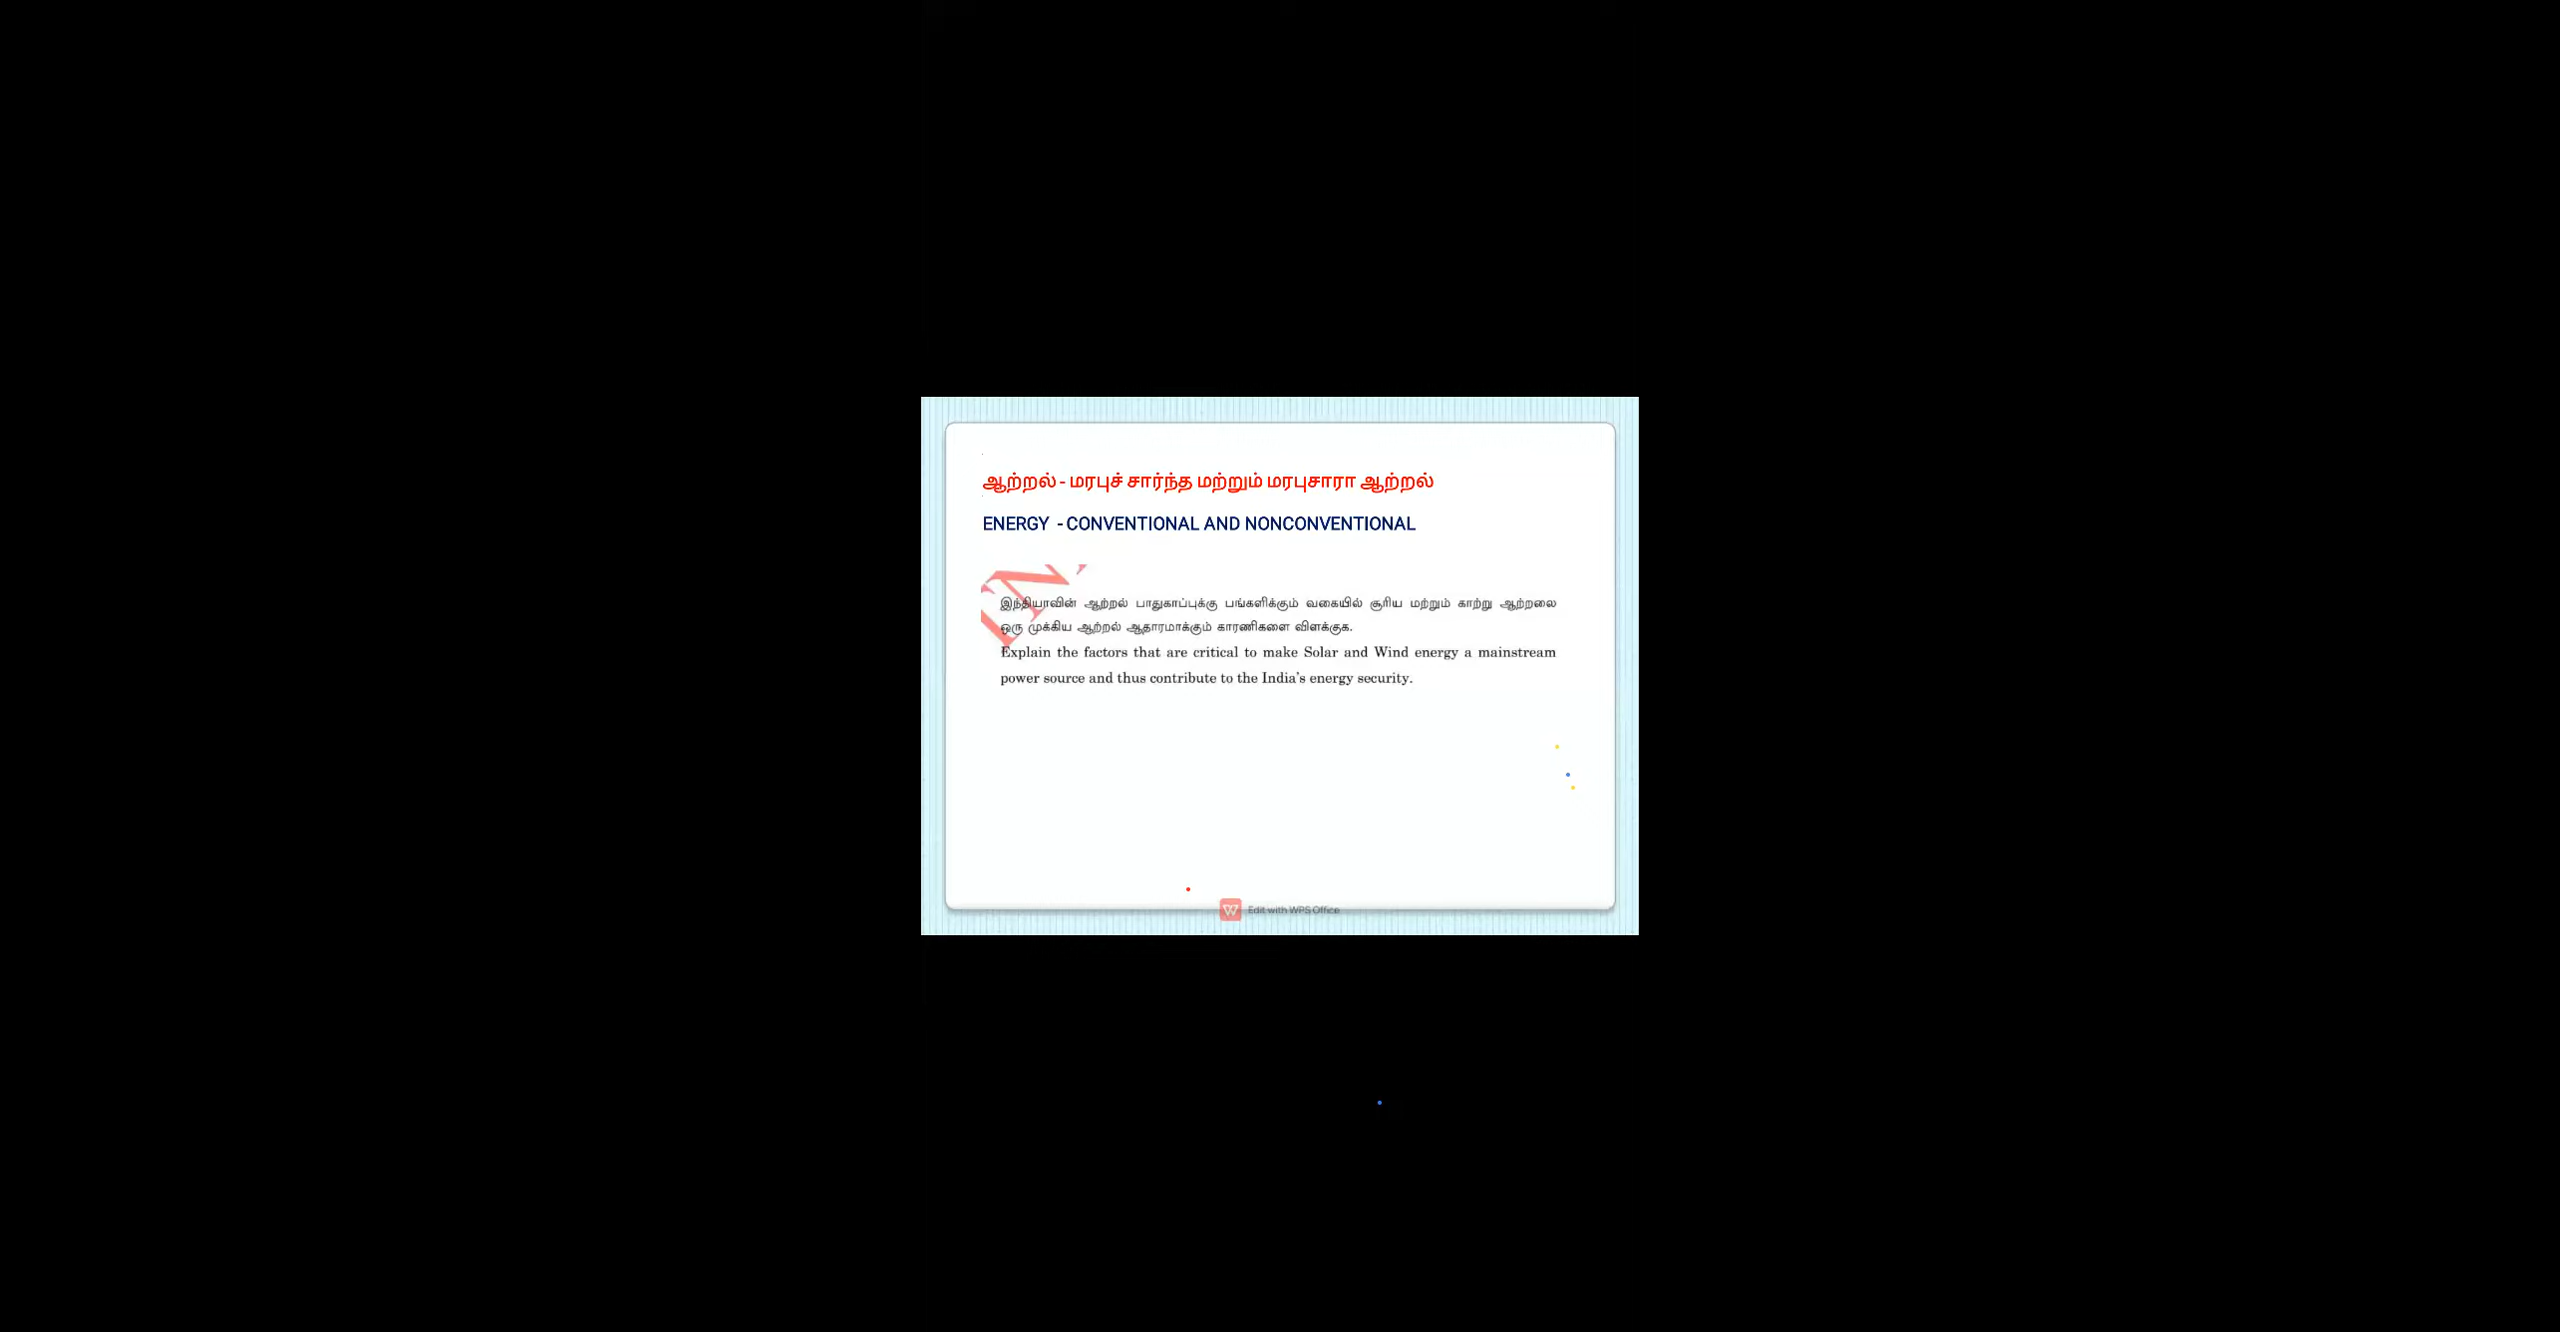 ஆற்றல் - மரபுச் சார்ந்த மற்றும் மரபுசாரா ஆற்றல்
ENERGY - CONVENTIONAL AND NONCONVENTIONAL
இந்தியாவின் ஆற்றல் பாதுகாப்புக்கு பங்களிக்கும் வகையில் சூரிய மற்றும் காற்று ஆற்றலை
ஒரு முக்கிய ஆற்றல் ஆதாரமாக்கும் காரணிகளை விளக்குக.
Explain the factors that are critical to make Solar and Wind energy a mainstream
power source and thus contribute to the India's energy security.
Edit with WPS Office